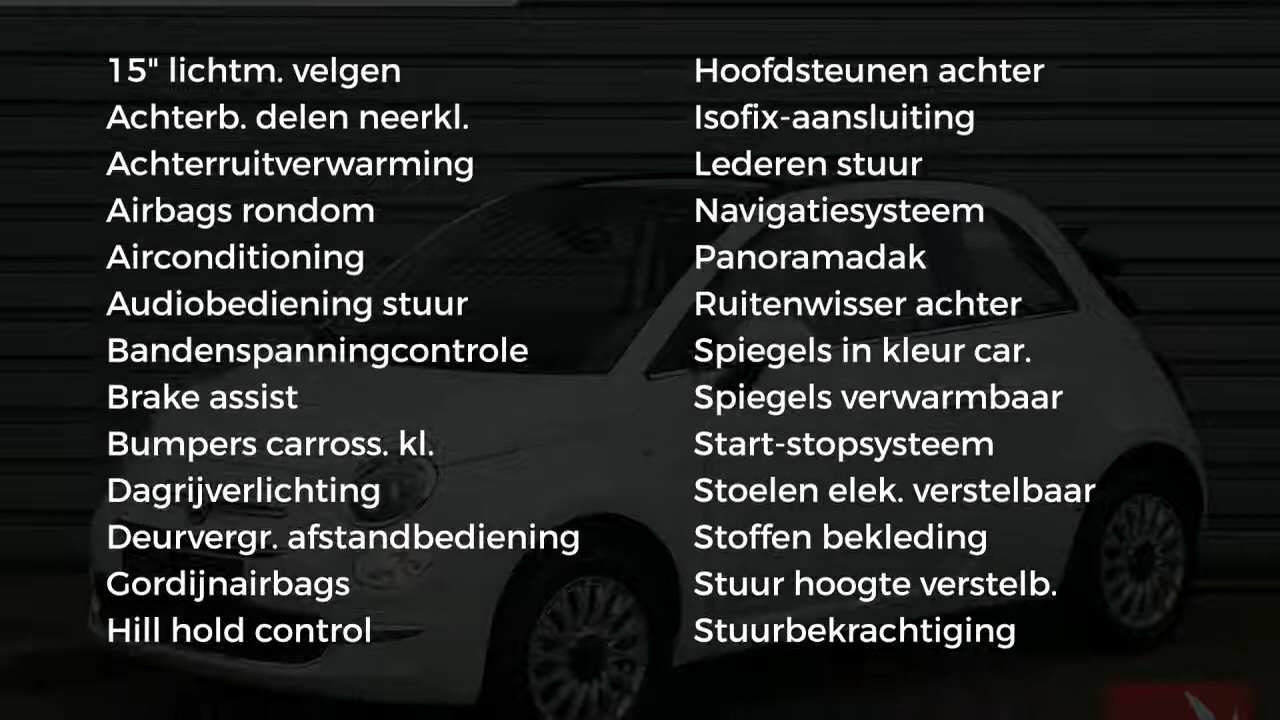 15" lichtm. velgen
Achterb. delen neerkl.
Achterruitverwarming
Airbags rondom
Airconditioning
Audiobediening stuur
Bandenspanningcontrole
Brake assist
Bumpers carross. kl.
Dagrijverlichting
Deurvergr. afstandbediening
Gordijnairbags
Hill hold control
Hoofdsteunen achter
Isofix-aansluiting
Lederen stuur
Navigatiesysteem
Panoramadak
Ruitenwisser achter
Spiegels in kleur car.
Spiegels verwarmbaar
Start-stopsysteem
Stoelen elek. verstelbaar
Stoffen bekleding
Stuur hoogte verstelb.
Stuurbekrachtiging